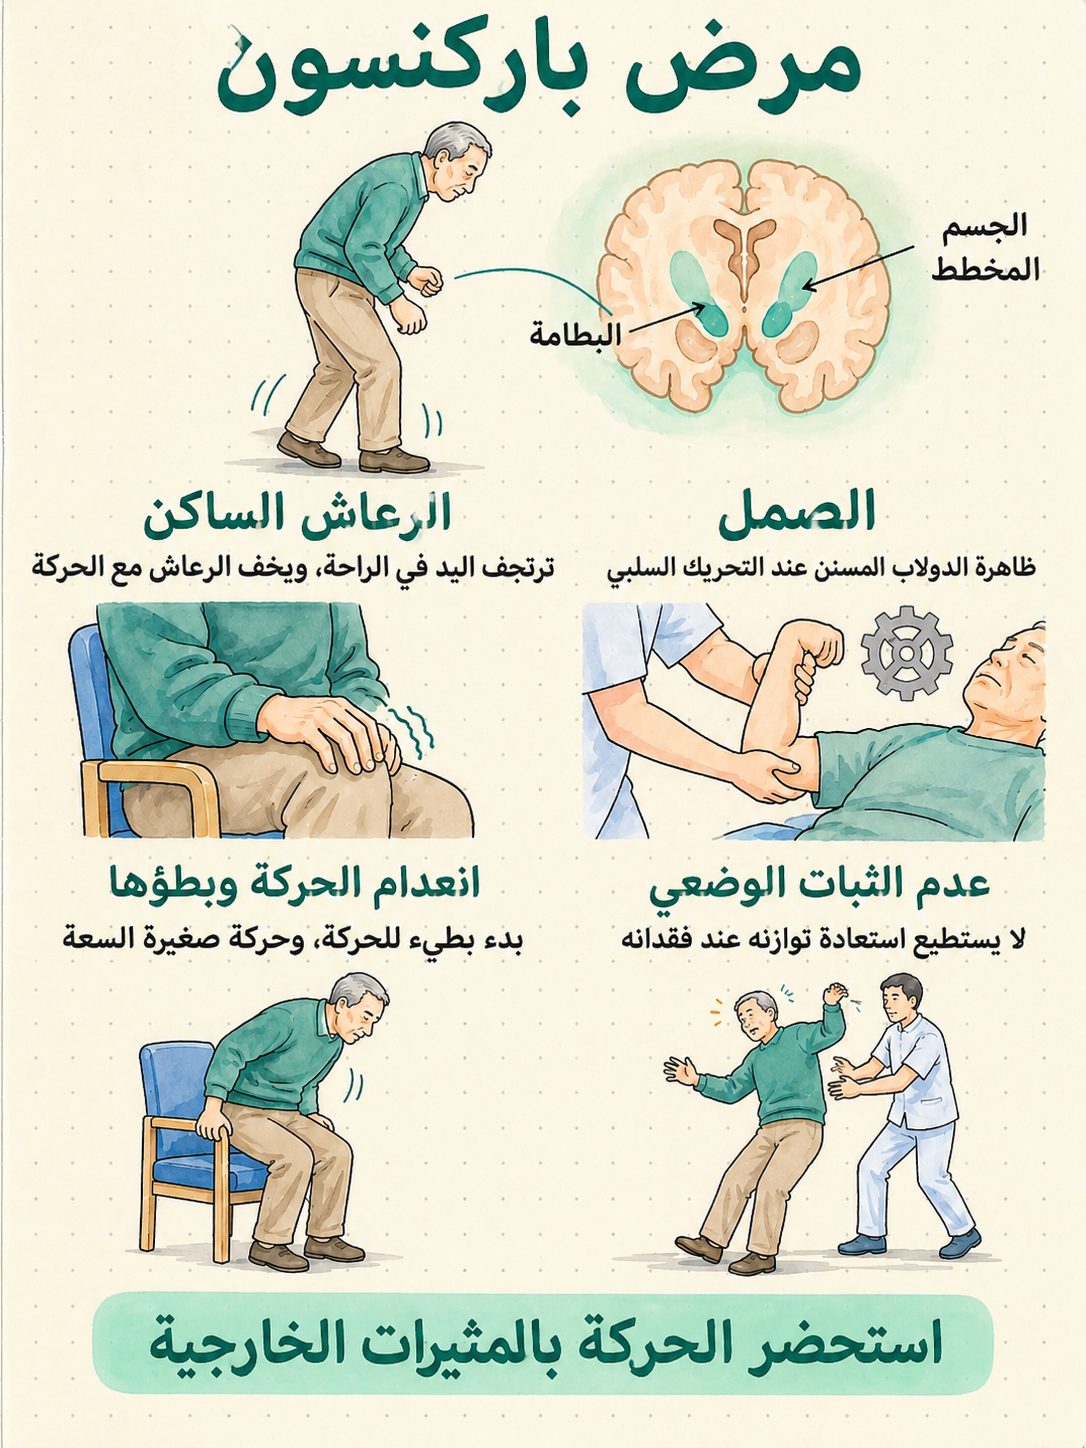 مرض باركنسون
الجسم
المخطط
البطامة
الصمل
ظاهرة الدولاب المسنن عند التحريك السلبي
الرعاش الساكن
ترتجف اليد في الراحة، ويخف الرعاش مع الحركة
عدم الثبات الوضعي
لا يستطيع استعادة توازنه عند فقدانه
انعدام الحركة وبطؤها
بدء بطيء للحركة، وحركة صغيرة السعة
استحضر الحركة بالمثيرات الخارجية